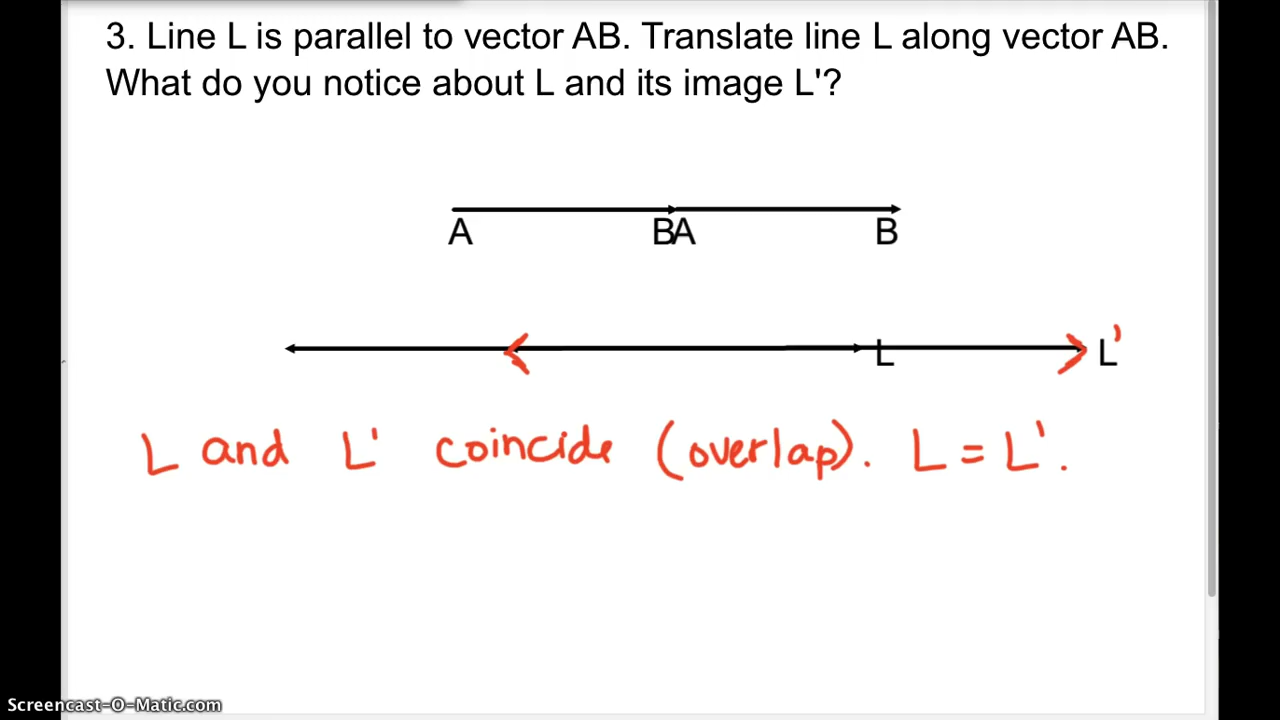 3. Line L is parallel to vector AB. Translate line L along vector AB.
What do you notice about L and its image L'?
A BA B
L L'
L and L' coincide (overlap). L = L'.
Screencast-O-Matic.com